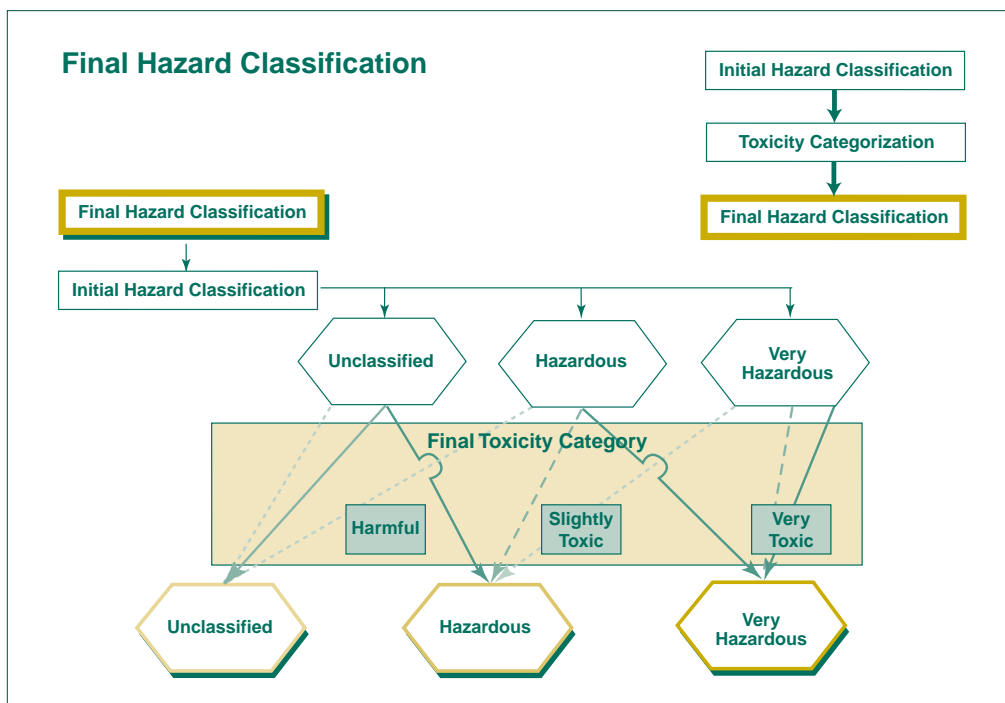 Final Hazard Classification
Initial Hazard Classification
Toxicity Categorization
Final Hazard Classification
Final Hazard Classification
Initial Hazard Classification
Unclassified
Hazardous
Very
Hazardous
Final Toxicity Category
Harmful
Slightly
Toxic
Very
Toxic
Unclassified
Hazardous
Very
Hazardous